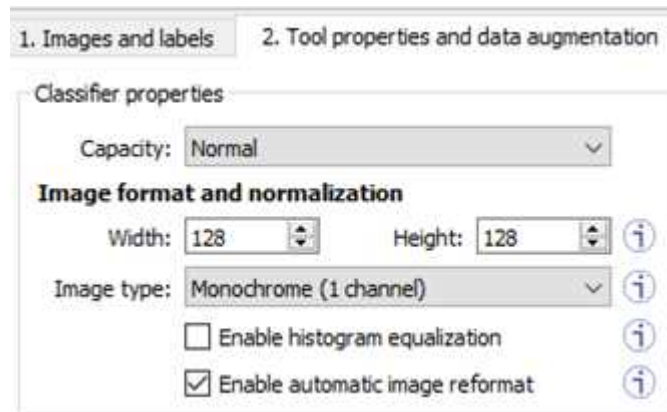 1. Images and labels 2. Tool properties and data augmentation
Classifier properties
Capacity: Normal
Image format and normalization
Width: 128 Height: 128
Image type: Monochrome (1 channel)
Enable histogram equalization
Enable automatic image reformat